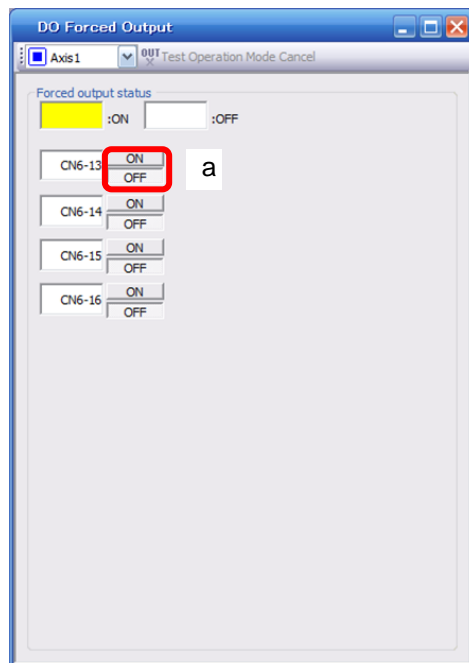 DO Forced Output
Axis1 OUT Test Operation Mode Cancel
Forced output status
:ON :OFF
CN6-13 ON
OFF
a
CN6-14 ON
OFF
CN6-15 ON
OFF
CN6-16 ON
OFF